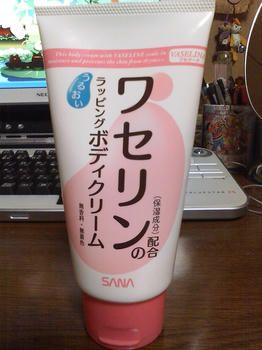 This body cream with VASELINE seals in
moisture and protects the skin from dryness.
VASELINE
うるおい
ワセリンの
(保湿成分)配合
ラッピングボディクリーム
無香料・無着色
SANA